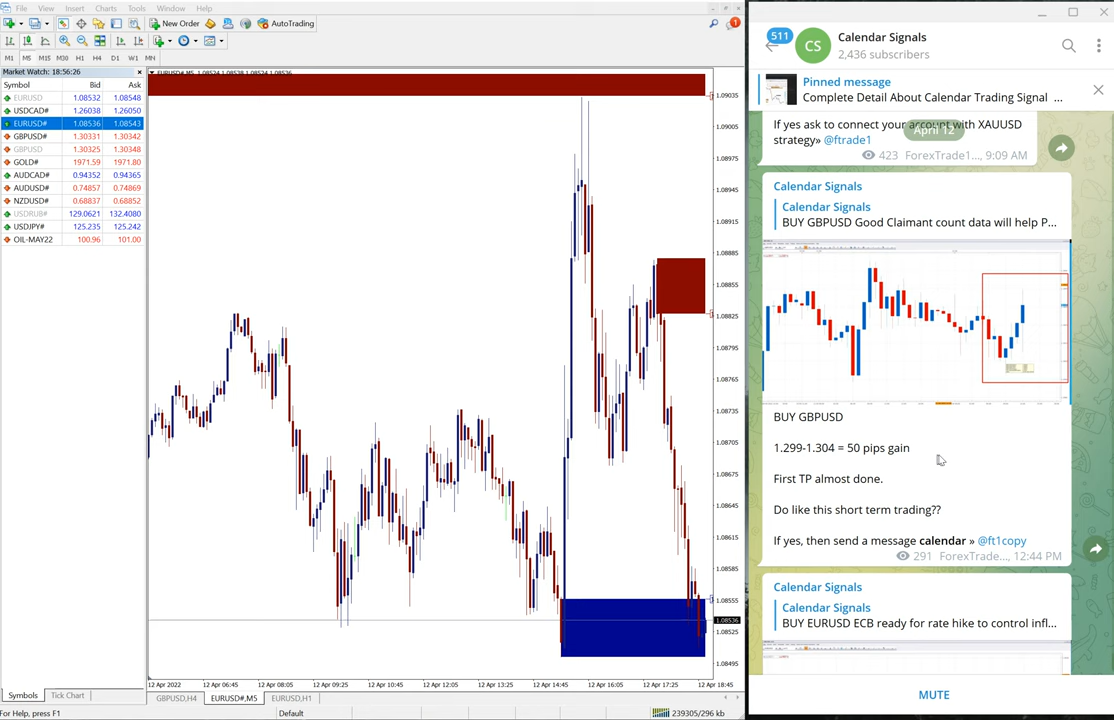 File View Insert Charts Tools Window Help
New Order AutoTrading
M1 M5 M15 M30 H1 H4 D1 W1 MN
Market Watch: 18:56:26
Symbol Bid Ask
EURUSD 1.08532 1.08548
USDCAD# 1.26038 1.26050
EURUSD# 1.08536 1.08543
GBPUSD# 1.30331 1.30342
GBPUSD 1.30325 1.30348
GOLD# 1971.59 1971.80
AUDCAD# 0.94352 0.94365
AUDUSD# 0.74857 0.74869
NZDUSD# 0.68837 0.68852
USDRUB# 129.0621 132.4080
USDJPY# 125.235 125.242
OIL-MAY22 100.96 101.00
Symbols Tick Chart
EURUSD#,M5 1.08524 1.08538 1.08524 1.08536
1.09035
1.09005
1.08975
1.08945
1.08915
1.08885
1.08855
1.08825
1.08795
1.08765
1.08735
1.08705
1.08675
1.08645
1.08615
1.08585
1.08555
1.08536
1.08525
1.08495
12 Apr 2022 12 Apr 06:45 12 Apr 08:05 12 Apr 09:25 12 Apr 10:45 12 Apr 12:05 12 Apr 13:25 12 Apr 14:45 12 Apr 16:05 12 Apr 17:25 12 Apr 18:45
GBPUSD,H4 EURUSD#,M5 EURUSD#,H1
For Help, press F1 Default 239305/296 kb
511
CS
Calendar Signals
2,436 subscribers
Pinned message
Complete Detail About Calendar Trading Signal ...
If yes ask to connect your account with XAUUSD
April 12
strategy» @ftrade1
423 ForexTrade1..., 9:09 AM
Calendar Signals
Calendar Signals
BUY GBPUSD Good Claimant count data will help P...
BUY GBPUSD
1.299-1.304 = 50 pips gain
First TP almost done.
Do like this short term trading??
If yes, then send a message calendar » @ft1copy
291 ForexTrade..., 12:44 PM
Calendar Signals
Calendar Signals
BUY EURUSD ECB ready for rate hike to control infl...
MUTE